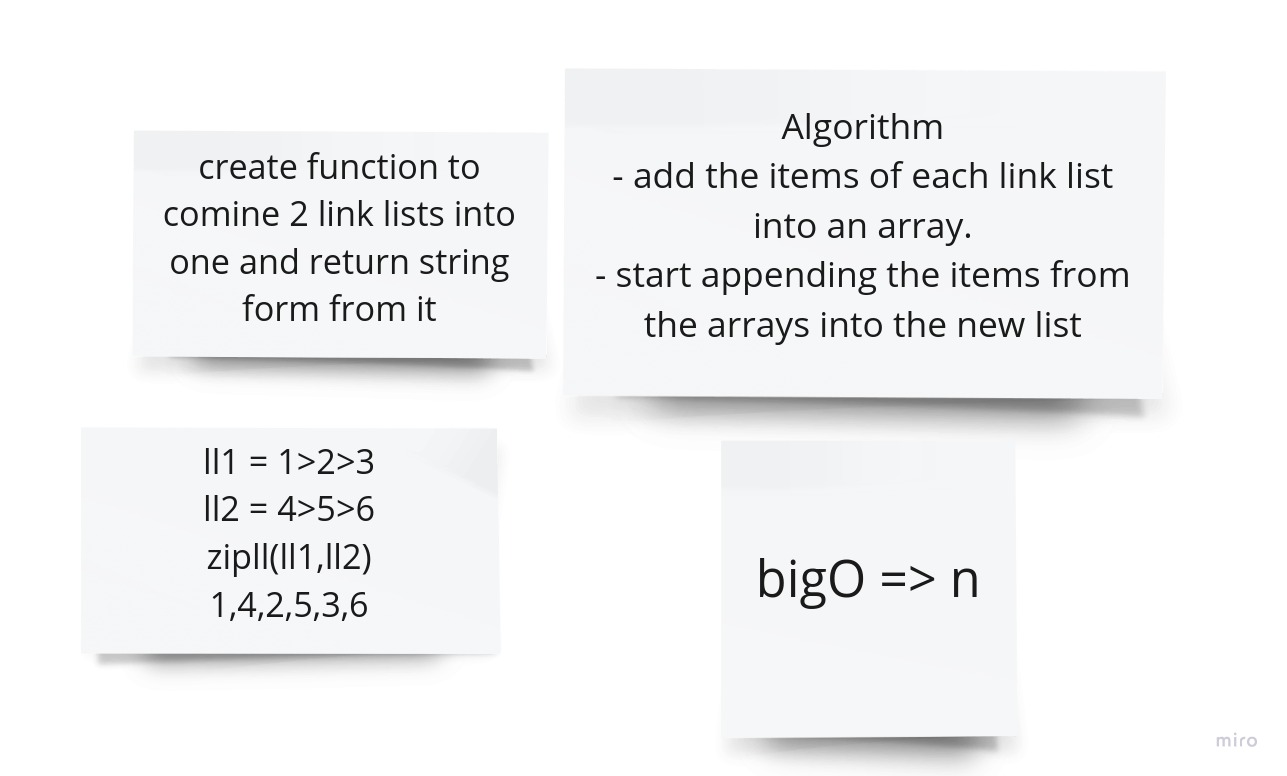 create function to
comine 2 link lists into
one and return string
form from it
Algorithm
- add the items of each link list
into an array.
- start appending the items from
the arrays into the new list
ll1 = 1>2>3
ll2 = 4>5>6
zipll(ll1,ll2)
1,4,2,5,3,6
bigO => n
miro